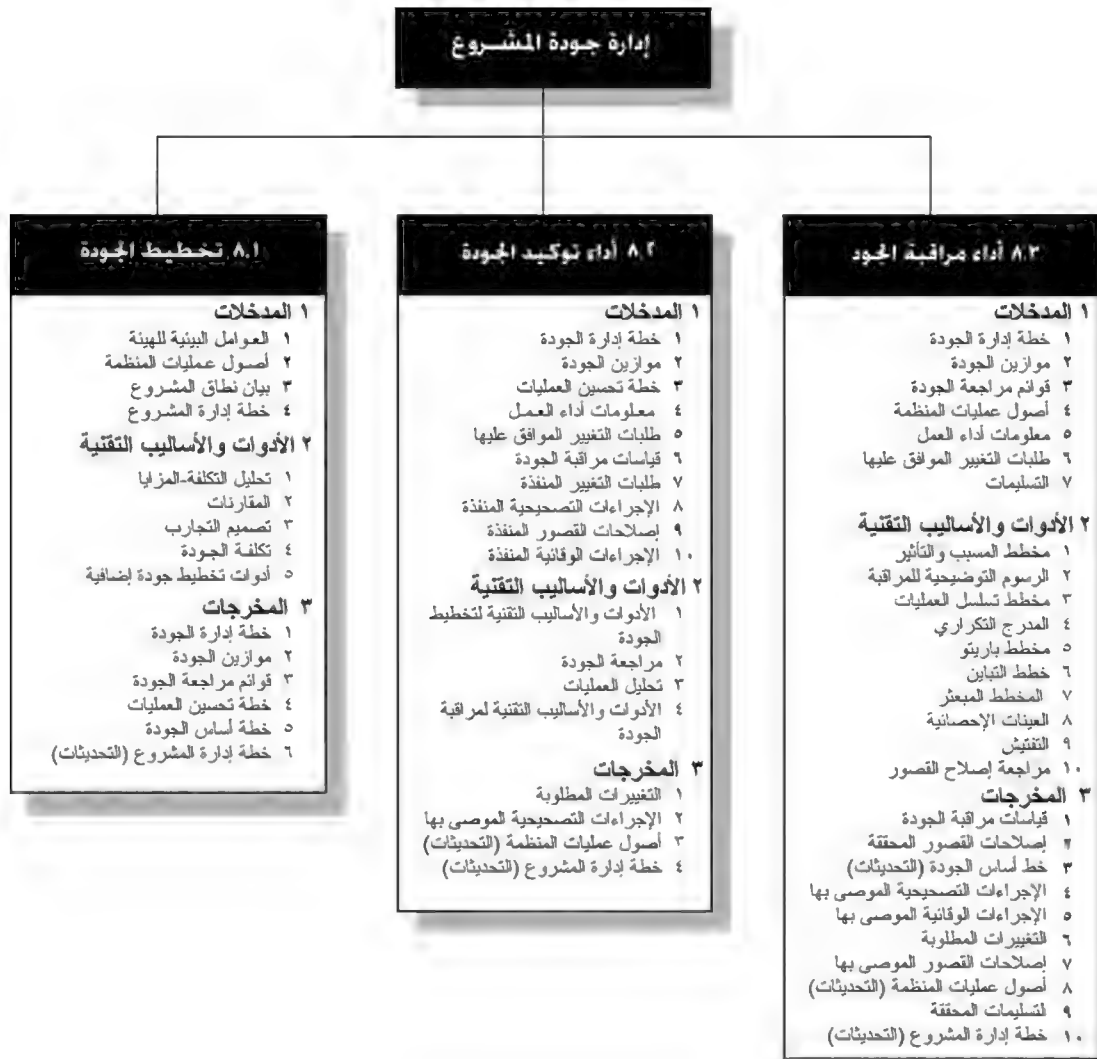 إدارة جودة المشروع
٨.١ تخطيط الجودة
١ المدخلات
١ العوامل البيئية للهيئة
٢ أصول عمليات المنظمة
٣ بيان نطاق المشروع
٤ خطة إدارة المشروع
٢ الأدوات والأساليب التقنية
١ تحليل التكلفة-المزايا
٢ المقارنات
٣ تصميم التجارب
٤ تكلفة الجودة
٥ أدوات تخطيط جودة إضافية
٣ المخرجات
١ خطة إدارة الجودة
٢ موازين الجودة
٣ قوائم مراجعة الجودة
٤ خطة تحسين العمليات
٥ خطة أساس الجودة
٦ خطة إدارة المشروع (التحديثات)
٨.٢ أداء توكيد الجودة
١ المدخلات
١ خطة إدارة الجودة
٢ موازين الجودة
٣ خطة تحسين العمليات
٤ معلومات أداء العمل
٥ طلبات التغيير الموافق عليها
٦ قياسات مراقبة الجودة
٧ طلبات التغيير المنفذة
٨ الإجراءات التصحيحية المنفذة
٩ إصلاحات القصور المنفذة
١٠ الإجراءات الوقائية المنفذة
٢ الأدوات والأساليب التقنية
١ الأدوات والأساليب التقنية لتخطيط
الجودة
٢ مراجعة الجودة
٣ تحليل العمليات
٤ الأدوات والأساليب التقنية لمراقبة
الجودة
٣ المخرجات
١ التغييرات المطلوبة
٢ الإجراءات التصحيحية الموصى بها
٣ أصول عمليات المنظمة (التحديثات)
٤ خطة إدارة المشروع (التحديثات)
٨.٣ أداء مراقبة الجود
١ المدخلات
١ خطة إدارة الجودة
٢ موازين الجودة
٣ قوائم مراجعة الجودة
٤ أصول عمليات المنظمة
٥ معلومات أداء العمل
٦ طلبات التغيير الموافق عليها
٧ التسليمات
٢ الأدوات والأساليب التقنية
١ مخطط المسبب والتأثير
٢ الرسوم التوضيحية للمراقبة
٣ مخطط تسلسل العمليات
٤ المدرج التكراري
٥ مخطط باريتو
٦ خطط التباين
٧ المخطط المبعثر
٨ العينات الإحصائية
٩ التفتيش
١٠ مراجعة إصلاح القصور
٣ المخرجات
١ قياسات مراقبة الجودة
٢ إصلاحات القصور المحققة
٣ خط أساس الجودة (التحديثات)
٤ الإجراءات التصحيحية الموصى بها
٥ الإجراءات الوقائية الموصى بها
٦ التغييرات المطلوبة
٧ إصلاحات القصور الموصى بها
٨ أصول عمليات المنظمة (التحديثات)
٩ لتسليمات المحققة
١٠ خطة إدارة المشروع (التحديثات)